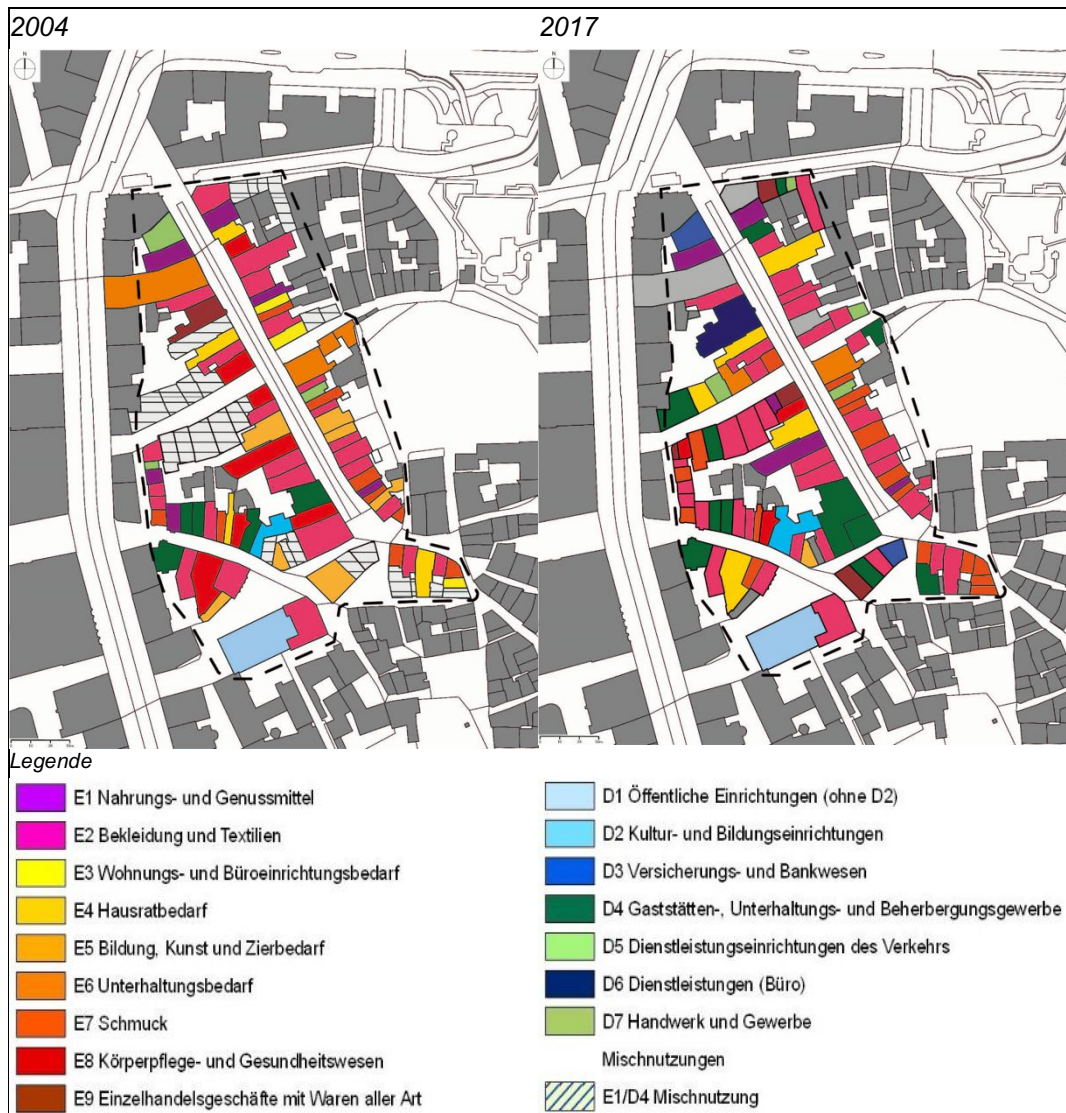 2004
2017
N
N
Legende
E1 Nahrungs- und Genussmittel
E2 Bekleidung und Textilien
E3 Wohnungs- und Büroeinrichtungsbedarf
E4 Hausratbedarf
E5 Bildung, Kunst und Zierbedarf
E6 Unterhaltungsbedarf
E7 Schmuck
E8 Körperpflege- und Gesundheitswesen
E9 Einzelhandelsgeschäfte mit Waren aller Art
D1 Öffentliche Einrichtungen (ohne D2)
D2 Kultur- und Bildungseinrichtungen
D3 Versicherungs- und Bankwesen
D4 Gaststätten-, Unterhaltungs- und Beherbergungsgewerbe
D5 Dienstleistungseinrichtungen des Verkehrs
D6 Dienstleistungen (Büro)
D7 Handwerk und Gewerbe
Mischnutzungen
E1/D4 Mischnutzung